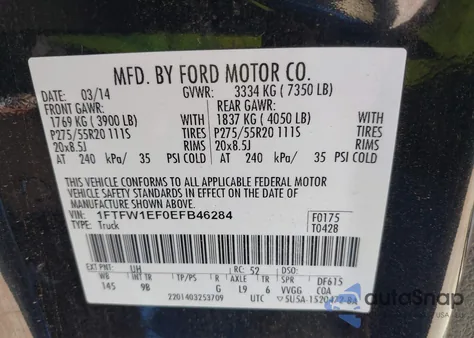 MFD. BY FORD MOTOR CO.
DATE: 03/14 GVWR: 3334 KG ( 7350 LB)
FRONT GAWR: REAR GAWR:
1769 KG ( 3900 LB) WITH 1837 KG ( 4050 LB) WITH
P275/55R20 111S TIRES P275/55R20 111S TIRES
20x8.5J RIMS 20x8.5J RIMS
AT 240 kPa/ 35 PSI COLD AT 240 kPa/ 35 PSI COLD
THIS VEHICLE CONFORMS TO ALL APPLICABLE FEDERAL MOTOR
VEHICLE SAFETY STANDARDS IN EFFECT ON THE DATE OF
MANUFACTURE SHOWN ABOVE.
VIN: 1FTFW1EF0EFB46284 F0175
TYPE: Truck T0428
EXT PNT: UH RC: 52 DSO:
WB BRK INT TR TP/PS R AXLE TR SPR DF615
145 9B G L9 6 VVGG COA
2201403253709 UTC
autoSnap